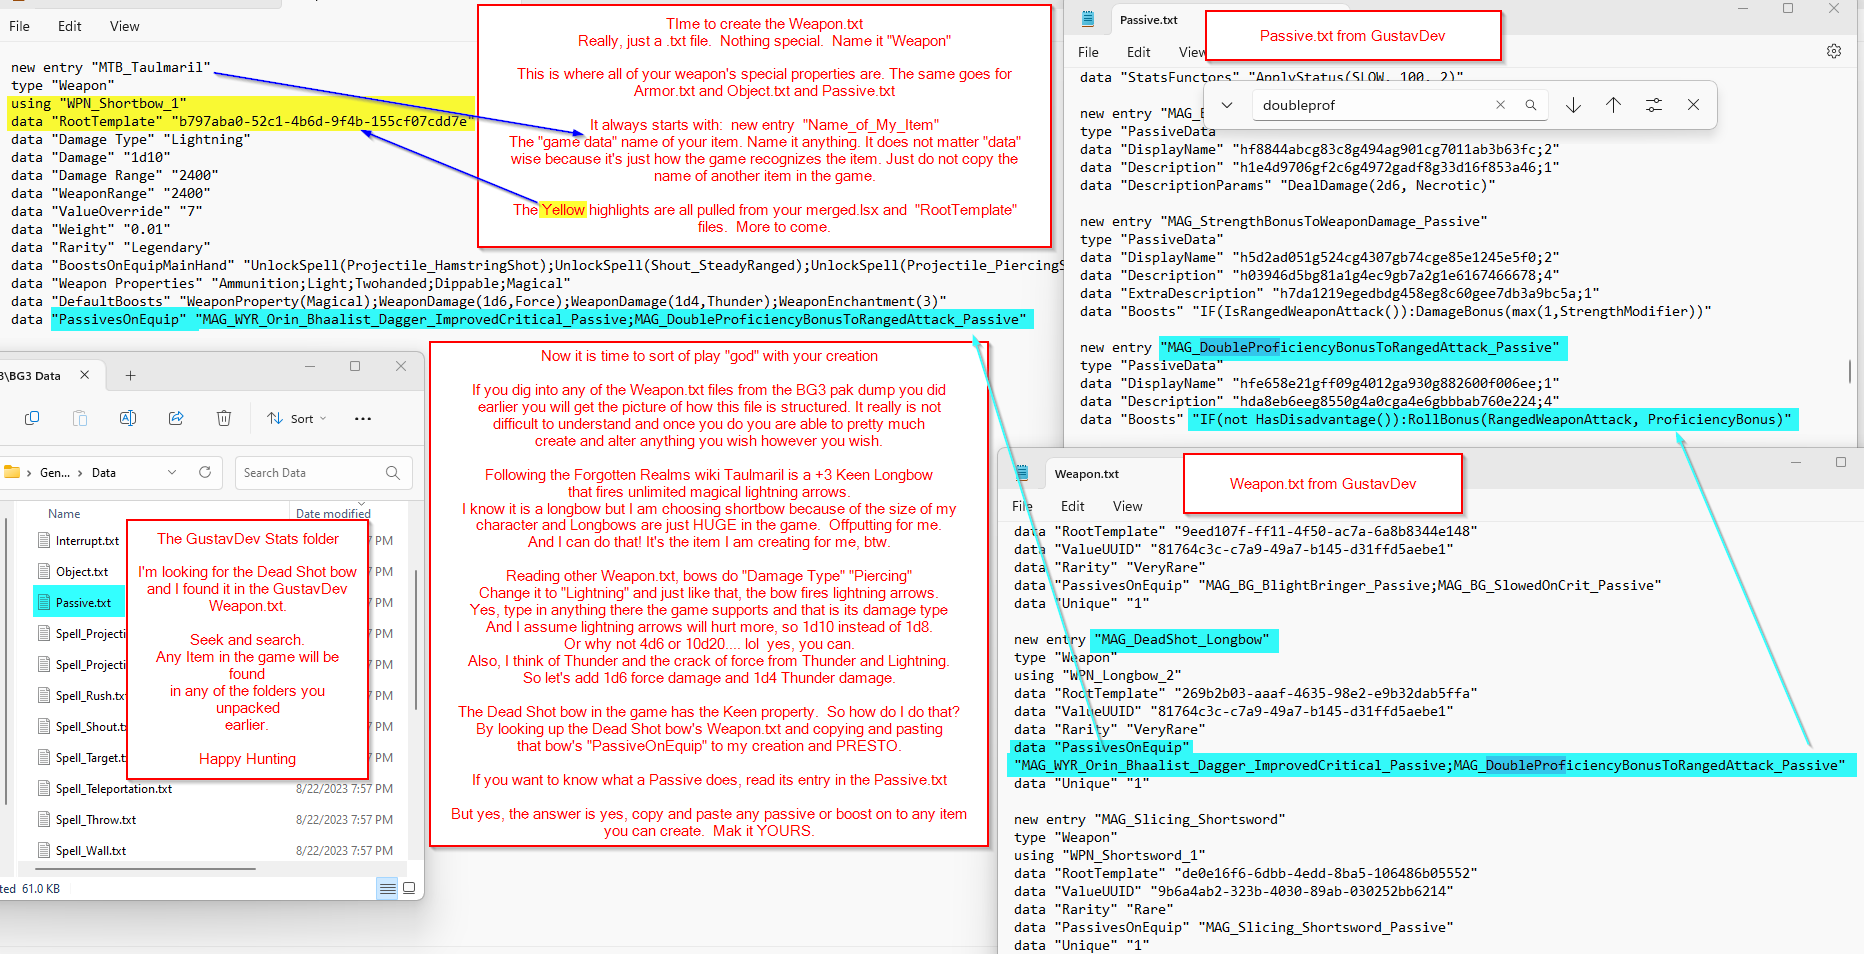 File Edit View
new entry "MTB_Taulmaril"
type "Weapon"
using "WPN_Shortbow_1"
data "RootTemplate" "b797aba0-52c1-4b6d-9f4b-155cf07cdd7e"
data "Damage Type" "Lightning"
data "Damage" "1d10"
data "Damage Range" "2400"
data "WeaponRange" "2400"
data "ValueOverride" "7"
data "Weight" "0.01"
data "Rarity" "Legendary"
data "BoostsOnEquipMainHand" "UnlockSpell(Projectile_HamstringShot);UnlockSpell(Shout_SteadyRanged);UnlockSpell(Projectile_PiercingS
data "Weapon Properties" "Ammunition;Light;Twohanded;Dippable;Magical"
data "DefaultBoosts" "WeaponProperty(Magical);WeaponDamage(1d6,Force);WeaponDamage(1d4,Thunder);WeaponEnchantment(3)"
data "PassivesOnEquip" "MAG_WYR_Orin_Bhaalist_Dagger_ImprovedCritical_Passive;MAG_DoubleProficiencyBonusToRangedAttack_Passive"
TIme to create the Weapon.txt
Really, just a .txt file. Nothing special. Name it "Weapon"
This is where all of your weapon's special properties are. The same goes for
Armor.txt and Object.txt and Passive.txt
It always starts with: new entry "Name_of_My_Item"
The "game data" name of your item. Name it anything. It does not matter "data"
wise because it's just how the game recognizes the item. Just do not copy the
name of another item in the game.
The Yellow highlights are all pulled from your merged.lsx and "RootTemplate"
files. More to come.
Passive.txt
Passive.txt from GustavDev
File Edit View
doubleprof
data "StatsFunctors" "ApplyStatus(SLOW, 100, 2)"
new entry "MAG_B
type "PassiveData"
data "DisplayName" "hf8844abcg83c8g494ag901cg7011ab3b63fc;2"
data "Description" "h1e4d9706gf2c6g4972gadf8g33d16f853a46;1"
data "DescriptionParams" "DealDamage(2d6, Necrotic)"
new entry "MAG_StrengthBonusToWeaponDamage_Passive"
type "PassiveData"
data "DisplayName" "h5d2ad051g524cg4307gb74cge85e1245e5f0;2"
data "Description" "h03946d5bg81a1g4ec9gb7a2g1e6167466678;4"
data "ExtraDescription" "h7da1219egedbdg458eg8c60gee7db3a9bc5a;1"
data "Boosts" "IF(IsRangedWeaponAttack()):DamageBonus(max(1,StrengthModifier))"
new entry "MAG_DoubleProficiencyBonusToRangedAttack_Passive"
type "PassiveData"
data "DisplayName" "hfe658e21gff09g4012ga930g882600f006ee;1"
data "Description" "hda8eb6eeg8550g4a0cga4e6gbbbab760e224;4"
data "Boosts" "IF(not HasDisadvantage()):RollBonus(RangedWeaponAttack, ProficiencyBonus)"
3\BG3 Data
Sort
Gen... > Data
Search Data
Name Date modified
Interrupt.txt
Object.txt
Passive.txt
Spell_Projecti
Spell_Projecti
Spell_Rush.tx
Spell_Shout.t
Spell_Target.t
Spell_Teleportation.txt 8/22/2023 7:57 PM
Spell_Throw.txt 8/22/2023 7:57 PM
Spell_Wall.txt 8/22/2023 7:57 PM
ted 61.0 KB
7 PM
7 PM
7 PM
7 PM
7 PM
7 PM
7 PM
7 PM
The GustavDev Stats folder
I'm looking for the Dead Shot bow
and I found it in the GustavDev
Weapon.txt.
Seek and search.
Any Item in the game will be
found
in any of the folders you
unpacked
earlier.
Happy Hunting
Now it is time to sort of play "god" with your creation
If you dig into any of the Weapon.txt files from the BG3 pak dump you did
earlier you will get the picture of how this file is structured. It really is not
difficult to understand and once you do you are able to pretty much
create and alter anything you wish however you wish.
Following the Forgotten Realms wiki Taulmaril is a +3 Keen Longbow
that fires unlimited magical lightning arrows.
I know it is a longbow but I am choosing shortbow because of the size of my
character and Longbows are just HUGE in the game. Offputting for me.
And I can do that! It's the item I am creating for me, btw.
Reading other Weapon.txt, bows do "Damage Type" "Piercing"
Change it to "Lightning" and just like that, the bow fires lightning arrows.
Yes, type in anything there the game supports and that is its damage type
And I assume lightning arrows will hurt more, so 1d10 instead of 1d8.
Or why not 4d6 or 10d20.... lol yes, you can.
Also, I think of Thunder and the crack of force from Thunder and Lightning.
So let's add 1d6 force damage and 1d4 Thunder damage.
The Dead Shot bow in the game has the Keen property. So how do I do that?
By looking up the Dead Shot bow's Weapon.txt and copying and pasting
that bow's "PassiveOnEquip" to my creation and PRESTO.
If you want to know what a Passive does, read its entry in the Passive.txt
But yes, the answer is yes, copy and paste any passive or boost on to any item
you can create. Mak it YOURS.
Weapon.txt
Weapon.txt from GustavDev
File Edit View
data "RootTemplate" "9eed107f-ff11-4f50-ac7a-6a8b8344e148"
data "ValueUUID" "81764c3c-c7a9-49a7-b145-d31ffd5aebe1"
data "Rarity" "VeryRare"
data "PassivesOnEquip" "MAG_BG_BlightBringer_Passive;MAG_BG_SlowedOnCrit_Passive"
data "Unique" "1"
new entry "MAG_DeadShot_Longbow"
type "Weapon"
using "WPN_Longbow_2"
data "RootTemplate" "269b2b03-aaaf-4635-98e2-e9b32dab5ffa"
data "ValueUUID" "81764c3c-c7a9-49a7-b145-d31ffd5aebe1"
data "Rarity" "VeryRare"
data "PassivesOnEquip"
"MAG_WYR_Orin_Bhaalist_Dagger_ImprovedCritical_Passive;MAG_DoubleProficiencyBonusToRangedAttack_Passive"
data "Unique" "1"
new entry "MAG_Slicing_Shortsword"
type "Weapon"
using "WPN_Shortsword_1"
data "RootTemplate" "de0e16f6-6dbb-4edd-8ba5-106486b05552"
data "ValueUUID" "9b6a4ab2-323b-4030-89ab-030252bb6214"
data "Rarity" "Rare"
data "PassivesOnEquip" "MAG_Slicing_Shortsword_Passive"
data "Unique" "1"